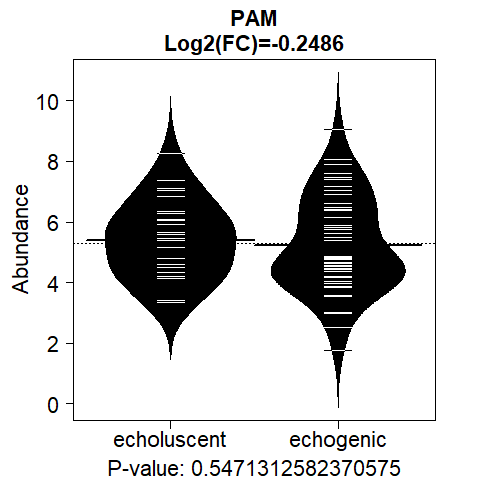 PAM
Log2(FC)=-0.2486
Abundance
10
8
6
4
2
0
echoluscent echogenic
P-value: 0.5471312582370575